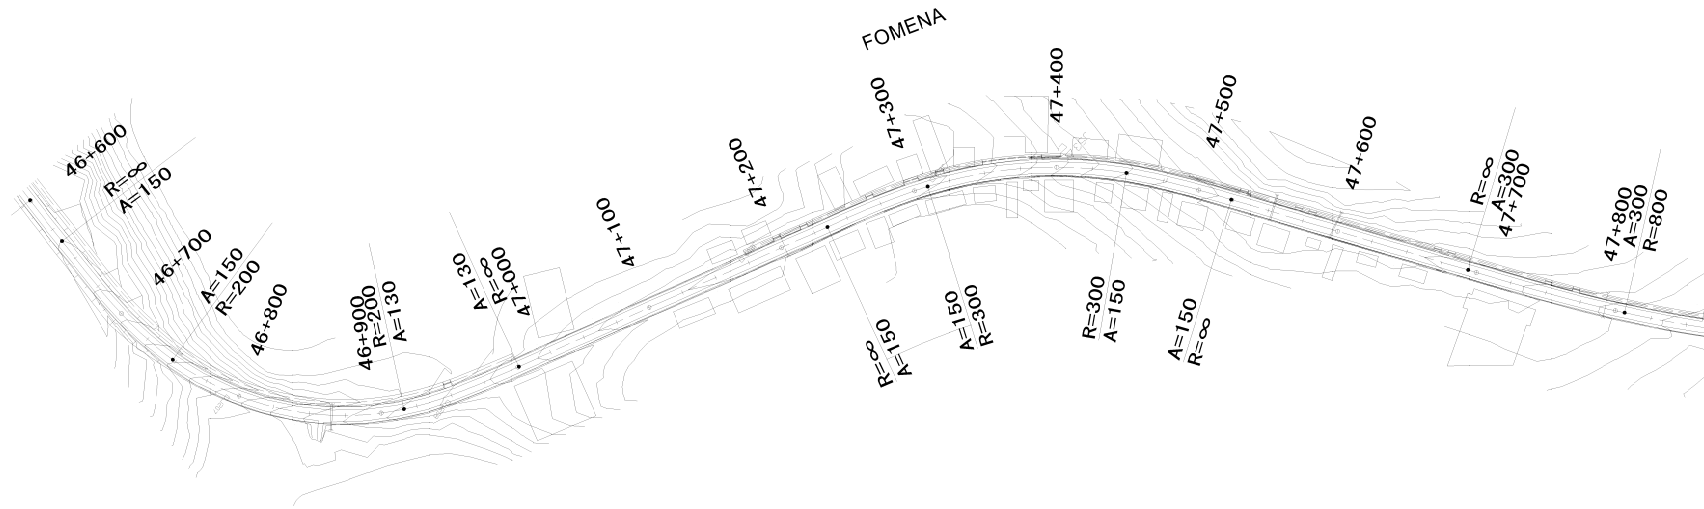 FOMENA
46+600
R=∞
A=150
46+700
A=150
R=200
46+800
46+900
R=200
A=130
A=130
R=∞
47+000
47+100
47+200
47+300
R=∞
A=150
A=150
R=300
47+400
R=300
A=150
47+500
A=150
R=∞
47+600
R=∞
A=300
47+700
47+800
A=300
R=800